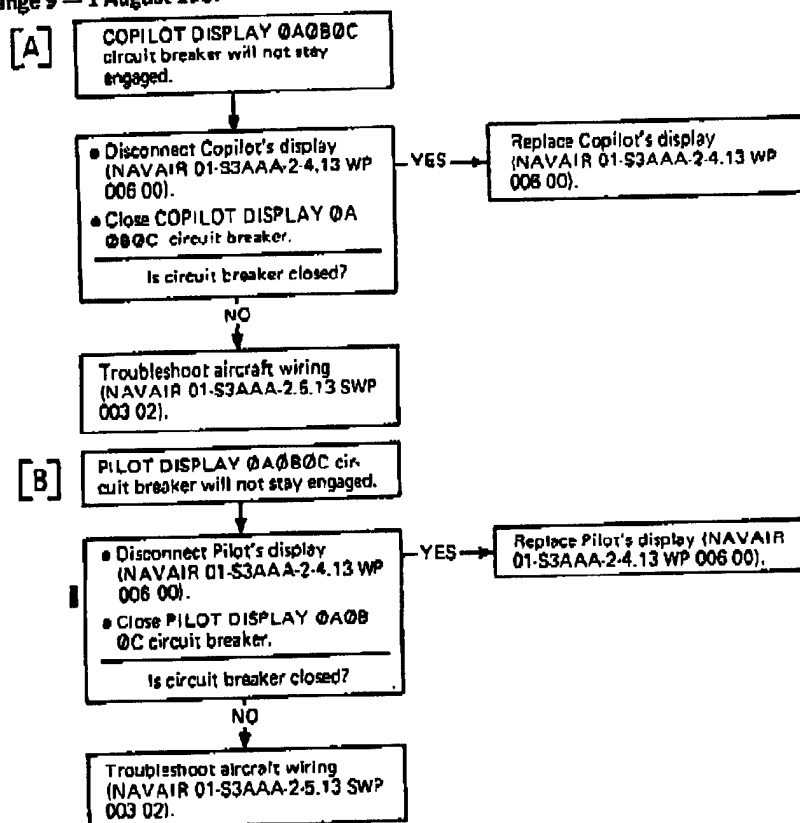 9 — 1 August
[A]
COPILOT DISPLAY ØAØBØC
circuit breaker will not stay
engaged.
• Disconnect Copilot's display
(NAVAIR 01-S3AAA-2-4.13 WP
006 00).
• Close COPILOT DISPLAY ØA
ØBØC circuit breaker.
Is circuit breaker closed?
YES
Replace Copilot's display
(NAVAIR 01-S3AAA-2-4.13 WP
006 00).
NO
Troubleshoot aircraft wiring
(NAVAIR 01-S3AAA-2.5.13 SWP
003 02).
[B]
PILOT DISPLAY ØAØBØC cir-
cuit breaker will not stay engaged.
• Disconnect Pilot's display
(NAVAIR 01-S3AAA-2-4.13 WP
006 00).
• Close PILOT DISPLAY ØAØB
ØC circuit breaker.
Is circuit breaker closed?
YES
Replace Pilot's display (NAVAIR
01-S3AAA-2-4.13 WP 006 00).
NO
Troubleshoot aircraft wiring
(NAVAIR 01-S3AAA-2-5.13 SWP
003 02).